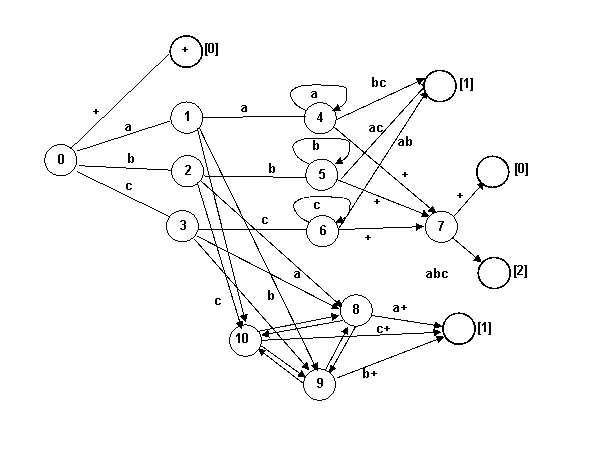 + [0]
+
a
1
a
a
4
bc
[1]
0
b
2
b
b
5
ac
ab
+
[0]
c
3
c
c
6
+
+
7
+
abc
[2]
a
c
b
8
a+
[1]
10
c+
9
b+